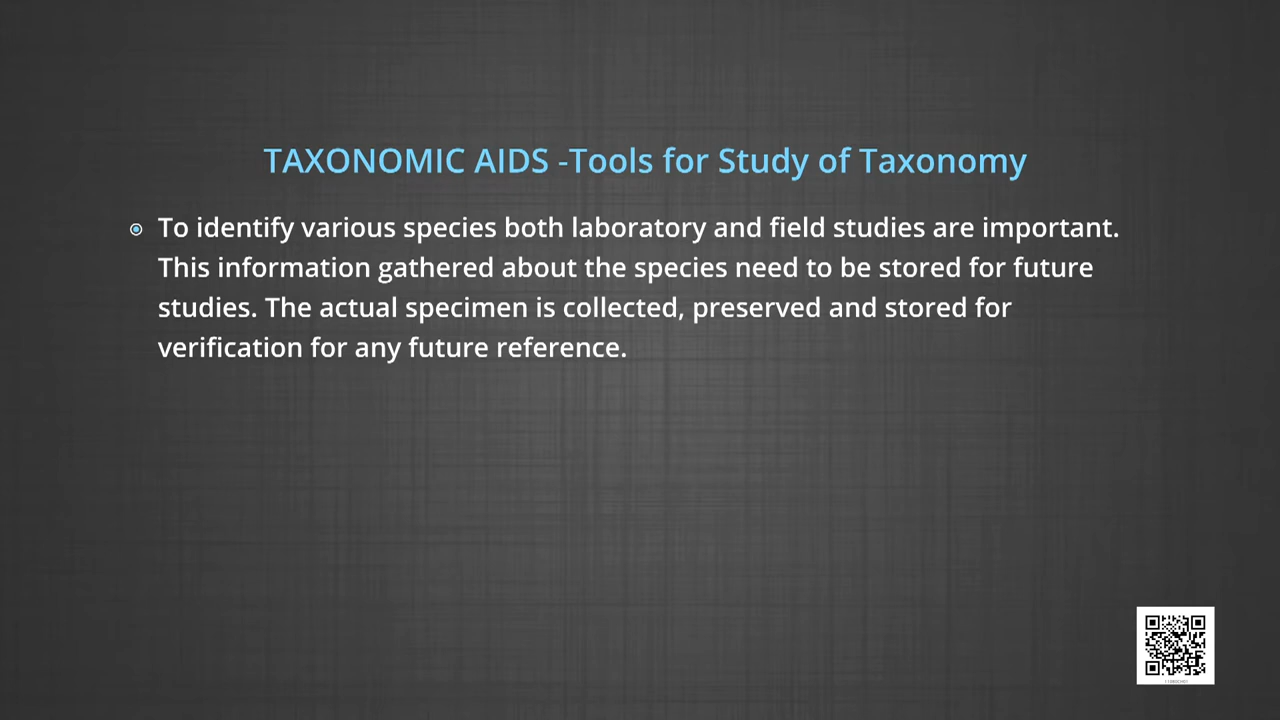 TAXONOMIC AIDS -Tools for Study of Taxonomy
To identify various species both laboratory and field studies are important.
This information gathered about the species need to be stored for future
studies. The actual specimen is collected, preserved and stored for
verification for any future reference.